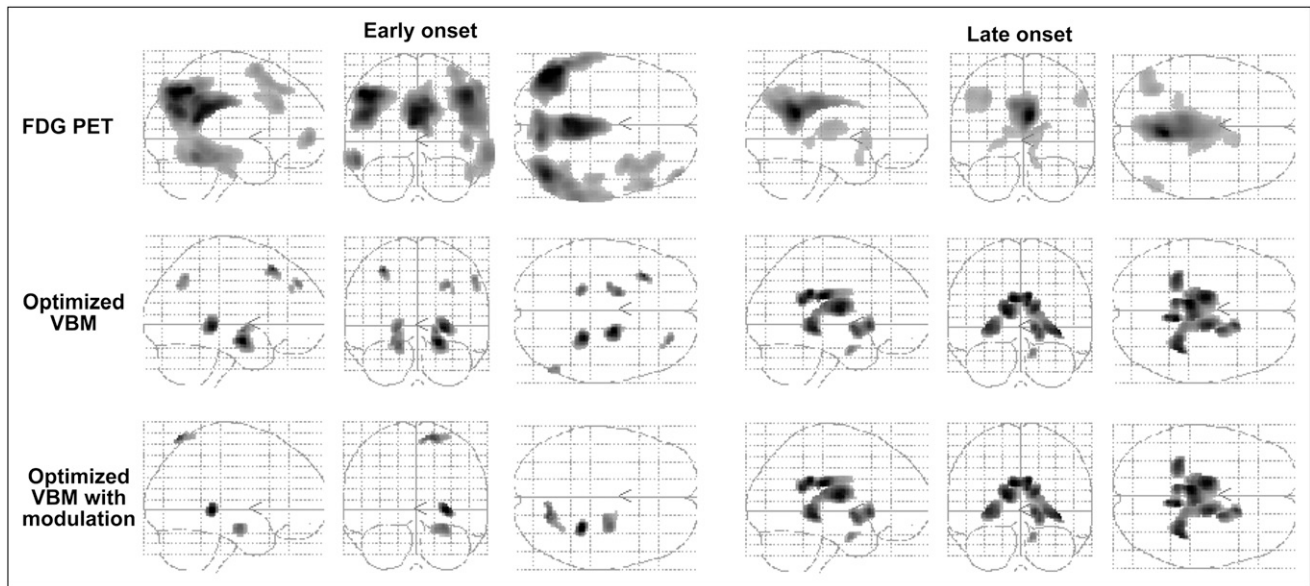 Early onset
Late onset
FDG PET
Optimized
VBM
Optimized
VBM with
modulation